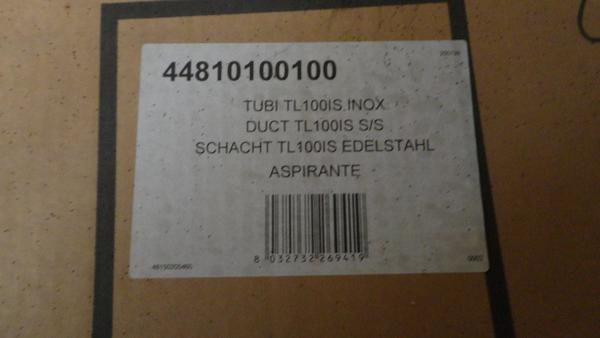 44810100100
TUBI TL100IS INOX
DUCT TL100IS S/S
SCHACHT TL100IS EDELSTAHL
ASPIRANTE
8 032732 269419